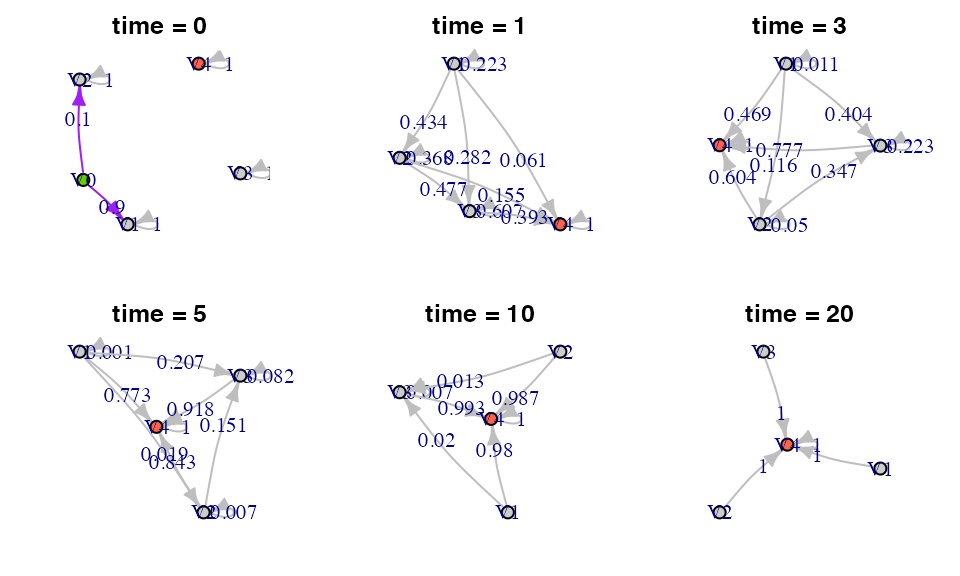 time = 0
V4 1
V2 1
0.1
V3 1
V0
0.9
V1 1
time = 1
V1 0.223
0.434
V2 0.368 0.282 0.061
0.477 0.155
V3 0.607 0.393
V4 1
time = 3
V1 0.011
0.469 0.404
V4 1 0.777 V3 0.223
0.116
0.604 0.347
V2 0.05
time = 5
V1 0.001
0.207
V3 0.082
0.773
0.918
V4 1 0.151
0.019
0.843
V2 0.007
time = 10
V2
0.013
V3 0.007 0.987
0.993
V4 1
0.02 0.98
V1
time = 20
V3
1
V4 1
1
1 V1
V2